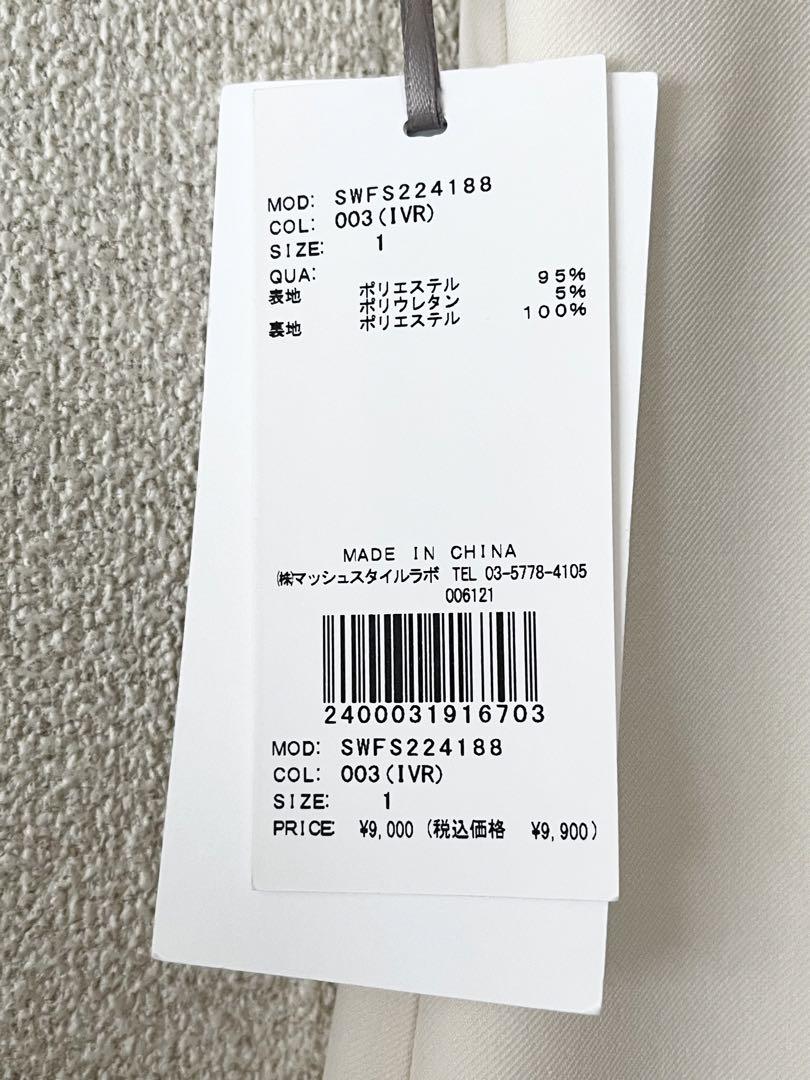 MOD: SWFS224188
COL: 003(IVR)
SIZE: 1
QUA:
表地 ポリエステル 95%
ポリウレタン 5%
裏地 ポリエステル 100%
MADE IN CHINA
㈱マッシュスタイルラボ TEL 03-5778-4105
006121
2400031916703
MOD: SWFS224188
COL: 003(IVR)
SIZE: 1
PRICE: ¥9,000 (税込価格 ¥9,900)